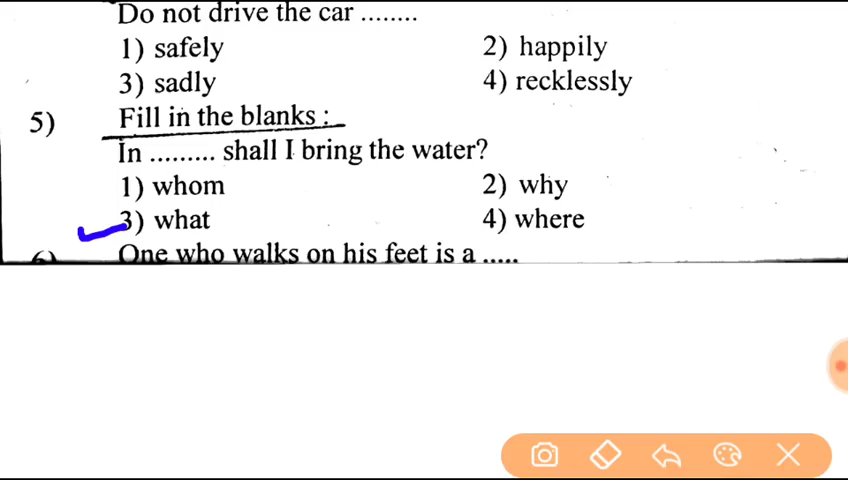 Do not drive the car ........
1) safely 2) happily
3) sadly 4) recklessly
5) Fill in the blanks :
In ......... shall I bring the water?
1) whom 2) why
3) what 4) where
6) One who walks on his feet is a .....